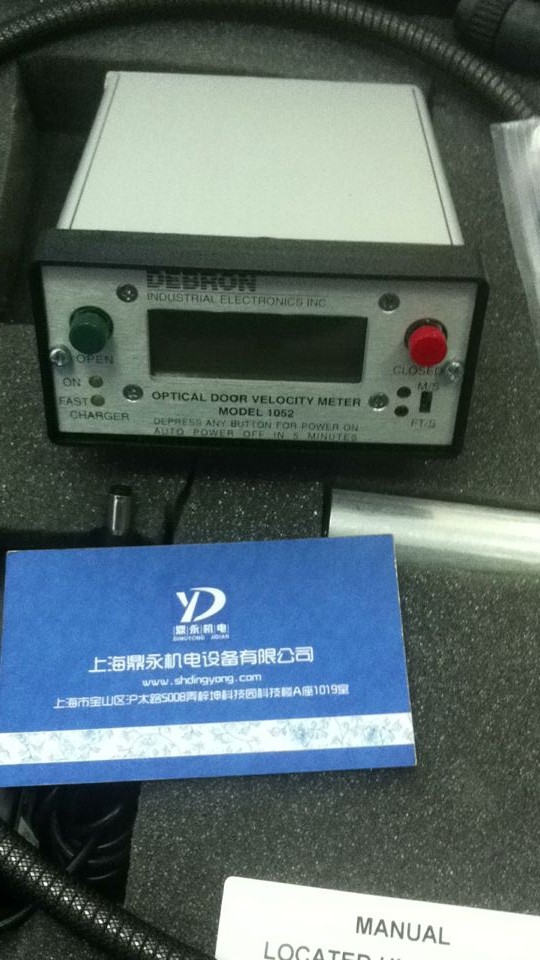 DEBRON
INDUSTRIAL ELECTRONICS INC.
OPEN
CLOSED
ON
FAST
CHARGER
M/S
FT/S
OPTICAL DOOR VELOCITY METER
MODEL 1052
DEPRESS ANY BUTTON FOR POWER ON
AUTO POWER OFF IN 5 MINUTES
YD
鼎永机电
DINGYONG JIDIAN
上海鼎永机电设备有限公司
www.shdingyong.com
上海市宝山区沪太路5008弄梓坤科技园科技楼A座1019室
MANUAL
LOCATED